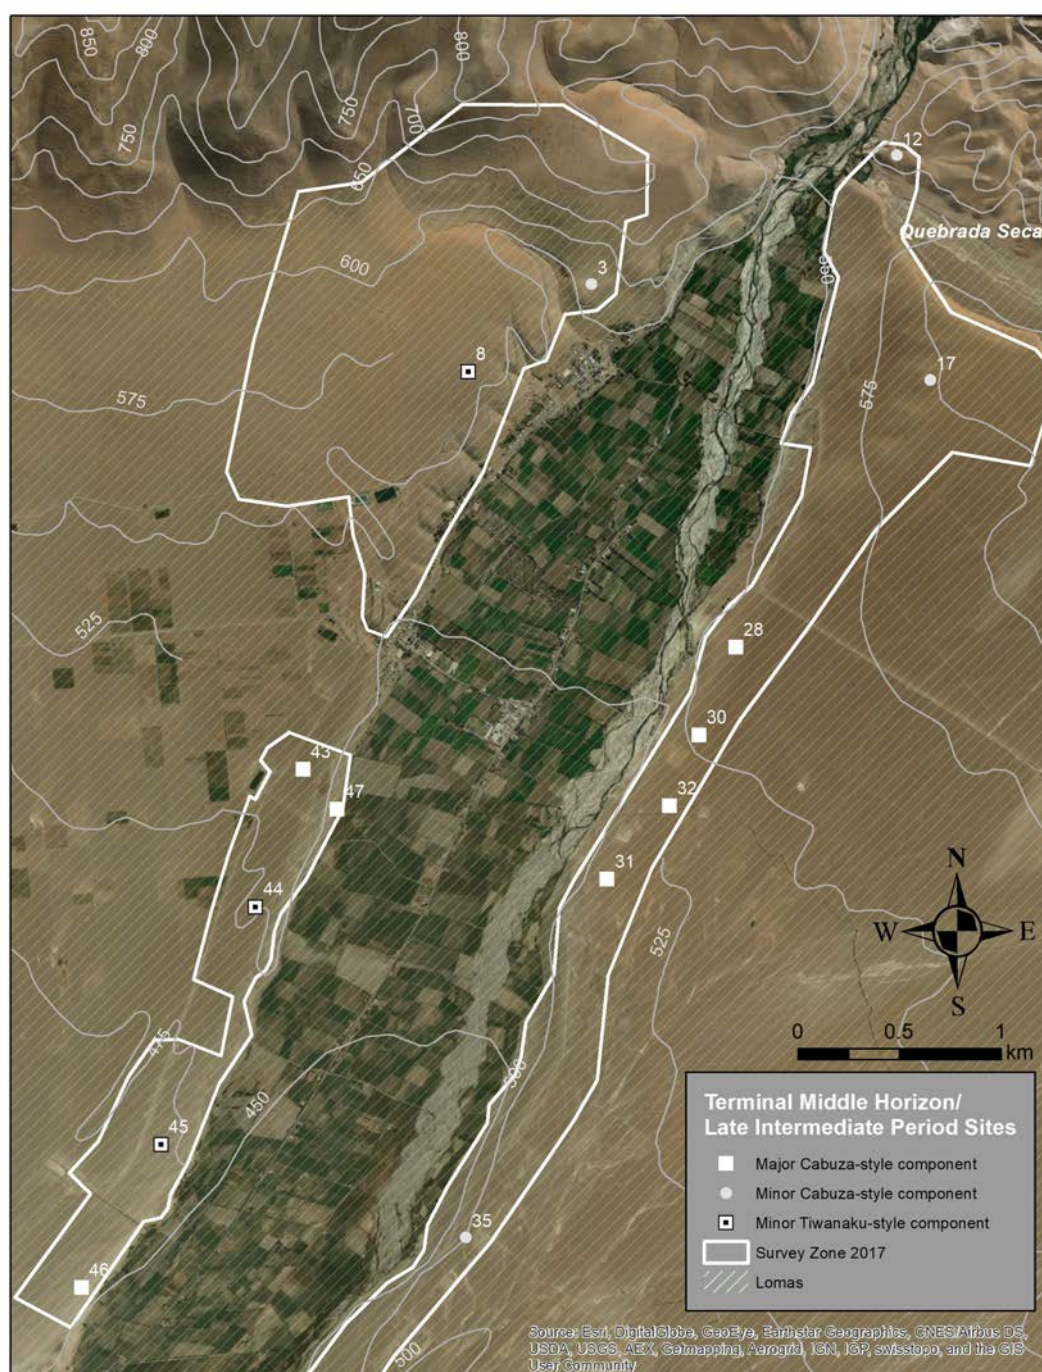 850
800
750
750
800
700
650
12
Quebrada Seca
600
3
650
8
17
575
575
525
28
30
43
32
47
31
44
N
W E
S
525
0 0.5 1
km
475
500
450
45
35
46
500
Terminal Middle Horizon/
Late Intermediate Period Sites
Major Cabuza-style component
Minor Cabuza-style component
Minor Tiwanaku-style component
Survey Zone 2017
Lomas
Source: Esri, DigitalGlobe, GeoEye, Earthstar Geographics, CNES/Airbus DS,
USDA, USGS, AEX, Getmapping, Aerogrid, IGN, IGP, swisstopo, and the GIS
User Community